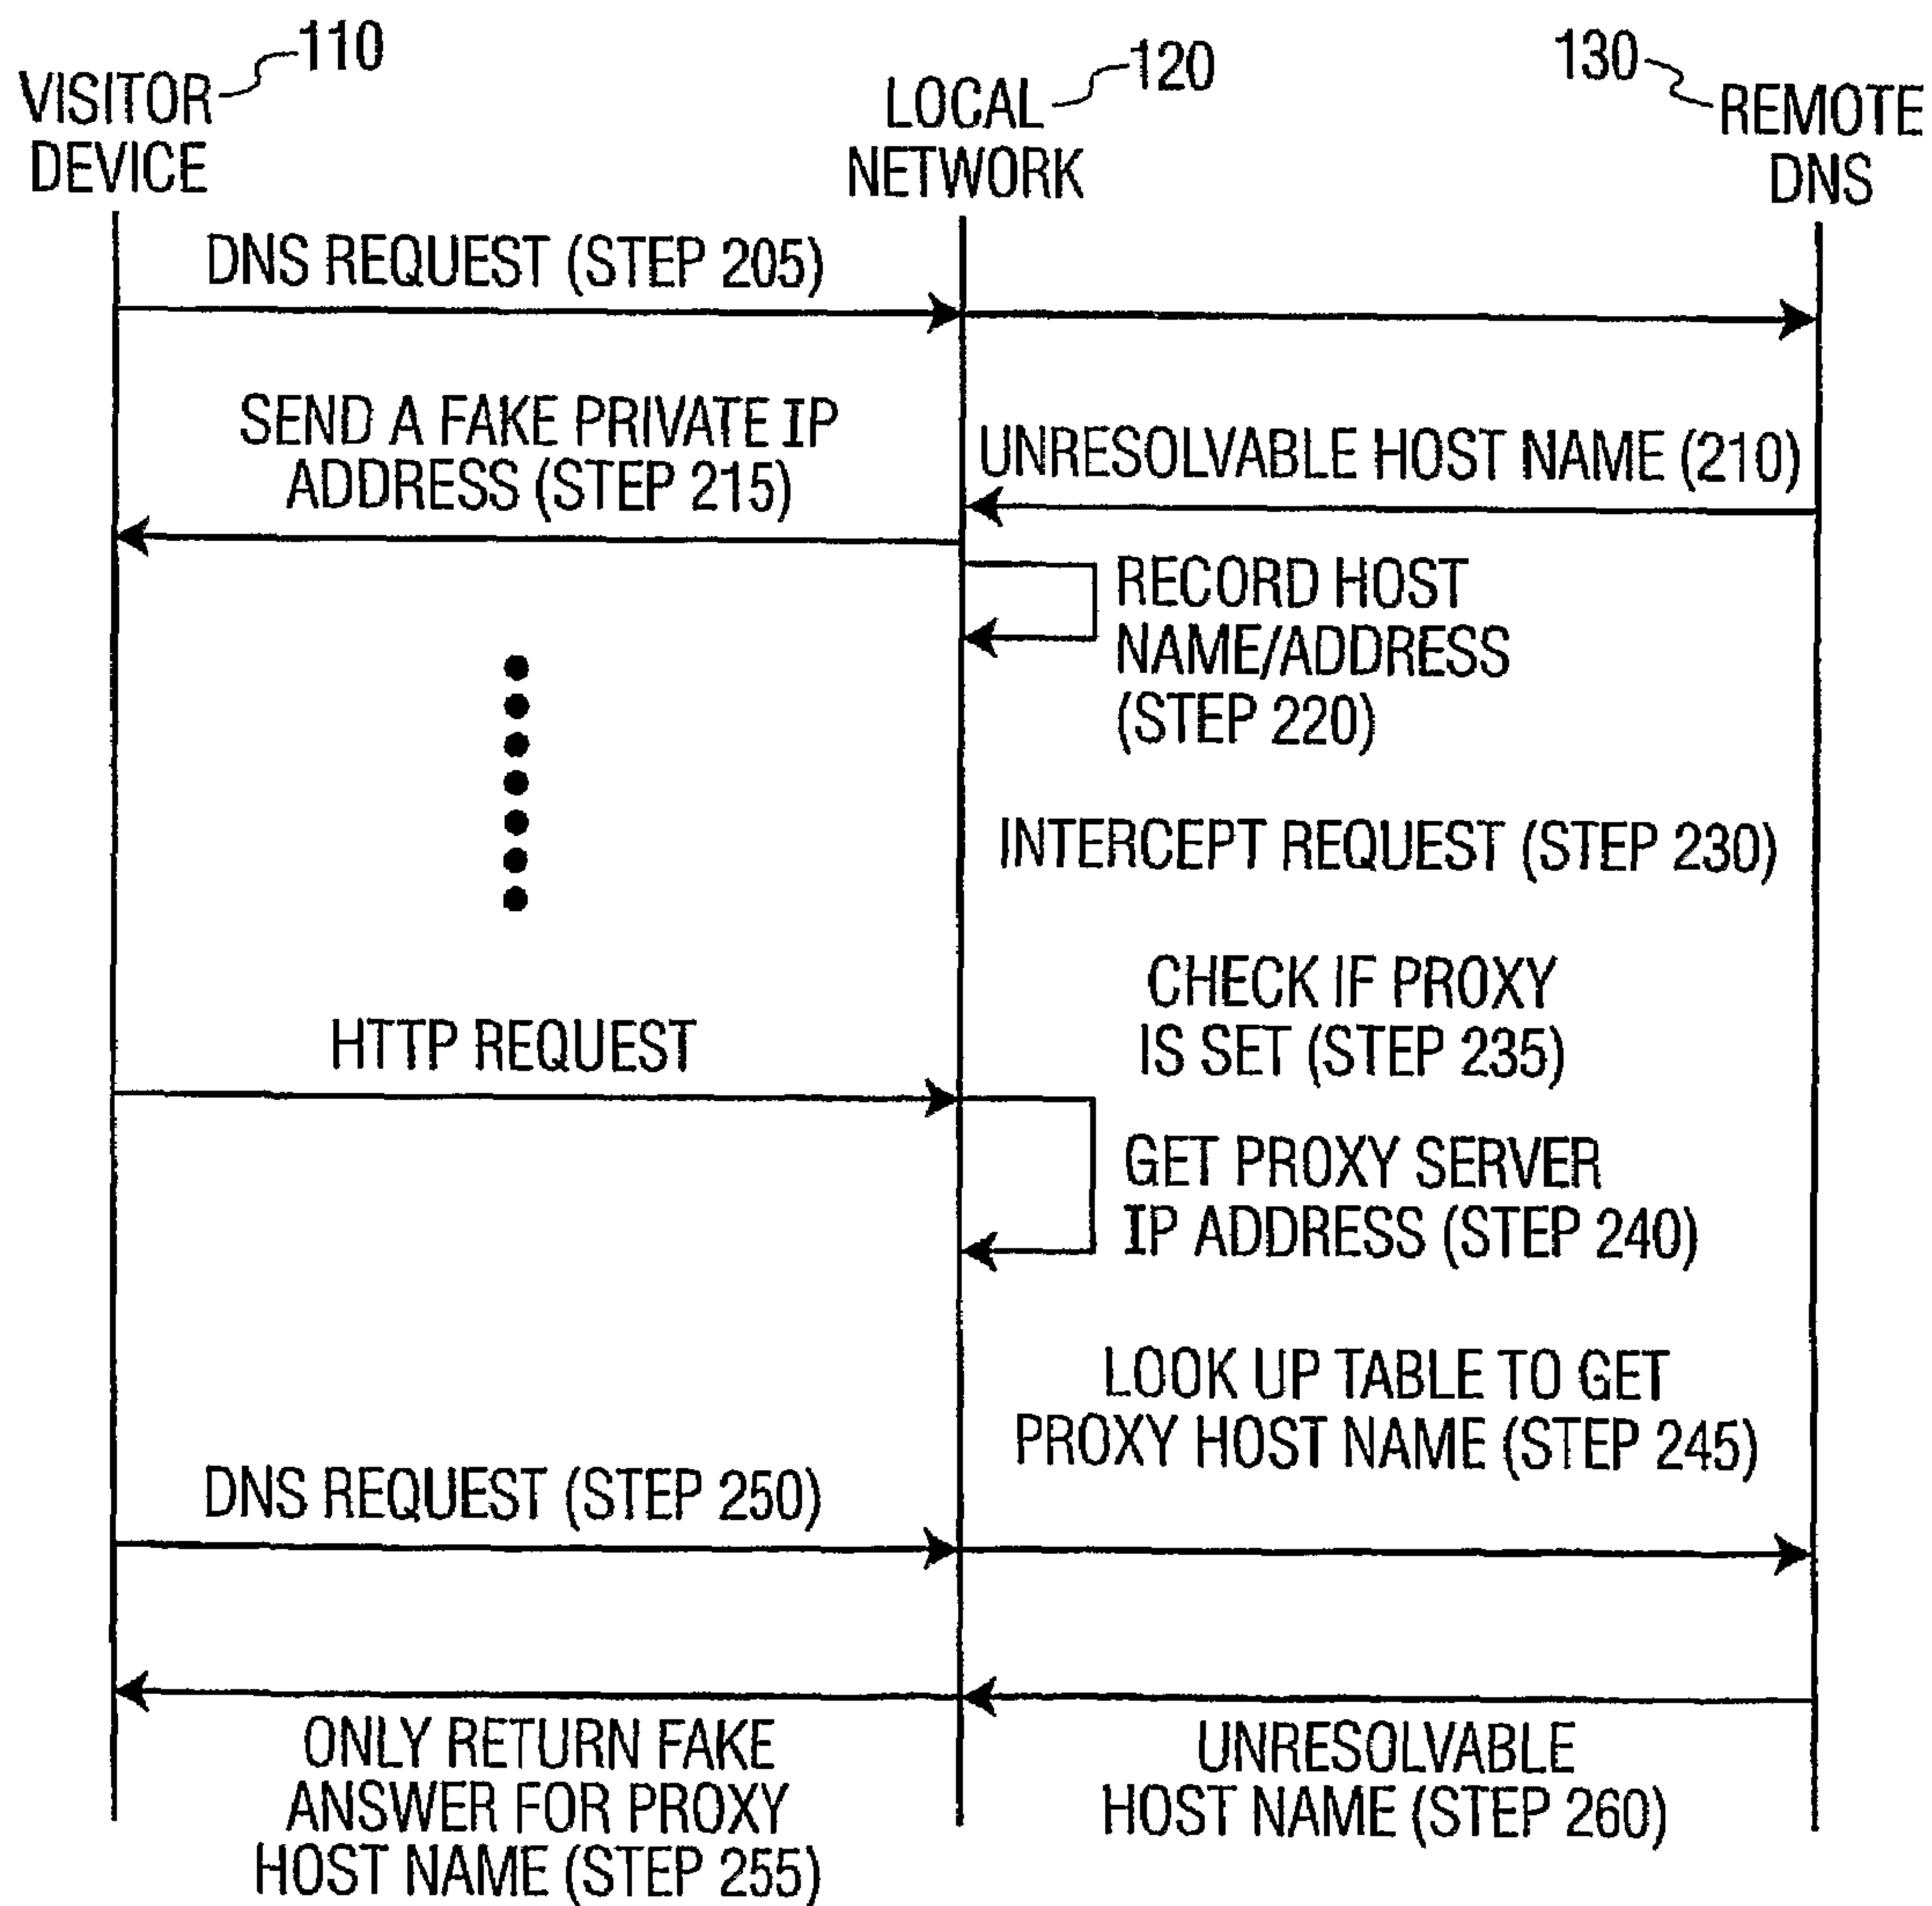 110
VISITOR
DEVICE
120
LOCAL
NETWORK
130
REMOTE
DNS
DNS REQUEST (STEP 205)
SEND A FAKE PRIVATE IP
ADDRESS (STEP 215)
UNRESOLVABLE HOST NAME (210)
RECORD HOST
NAME/ADDRESS
(STEP 220)
INTERCEPT REQUEST (STEP 230)
CHECK IF PROXY
IS SET (STEP 235)
HTTP REQUEST
GET PROXY SERVER
IP ADDRESS (STEP 240)
LOOK UP TABLE TO GET
PROXY HOST NAME (STEP 245)
DNS REQUEST (STEP 250)
ONLY RETURN FAKE
ANSWER FOR PROXY
HOST NAME (STEP 255)
UNRESOLVABLE
HOST NAME (STEP 260)